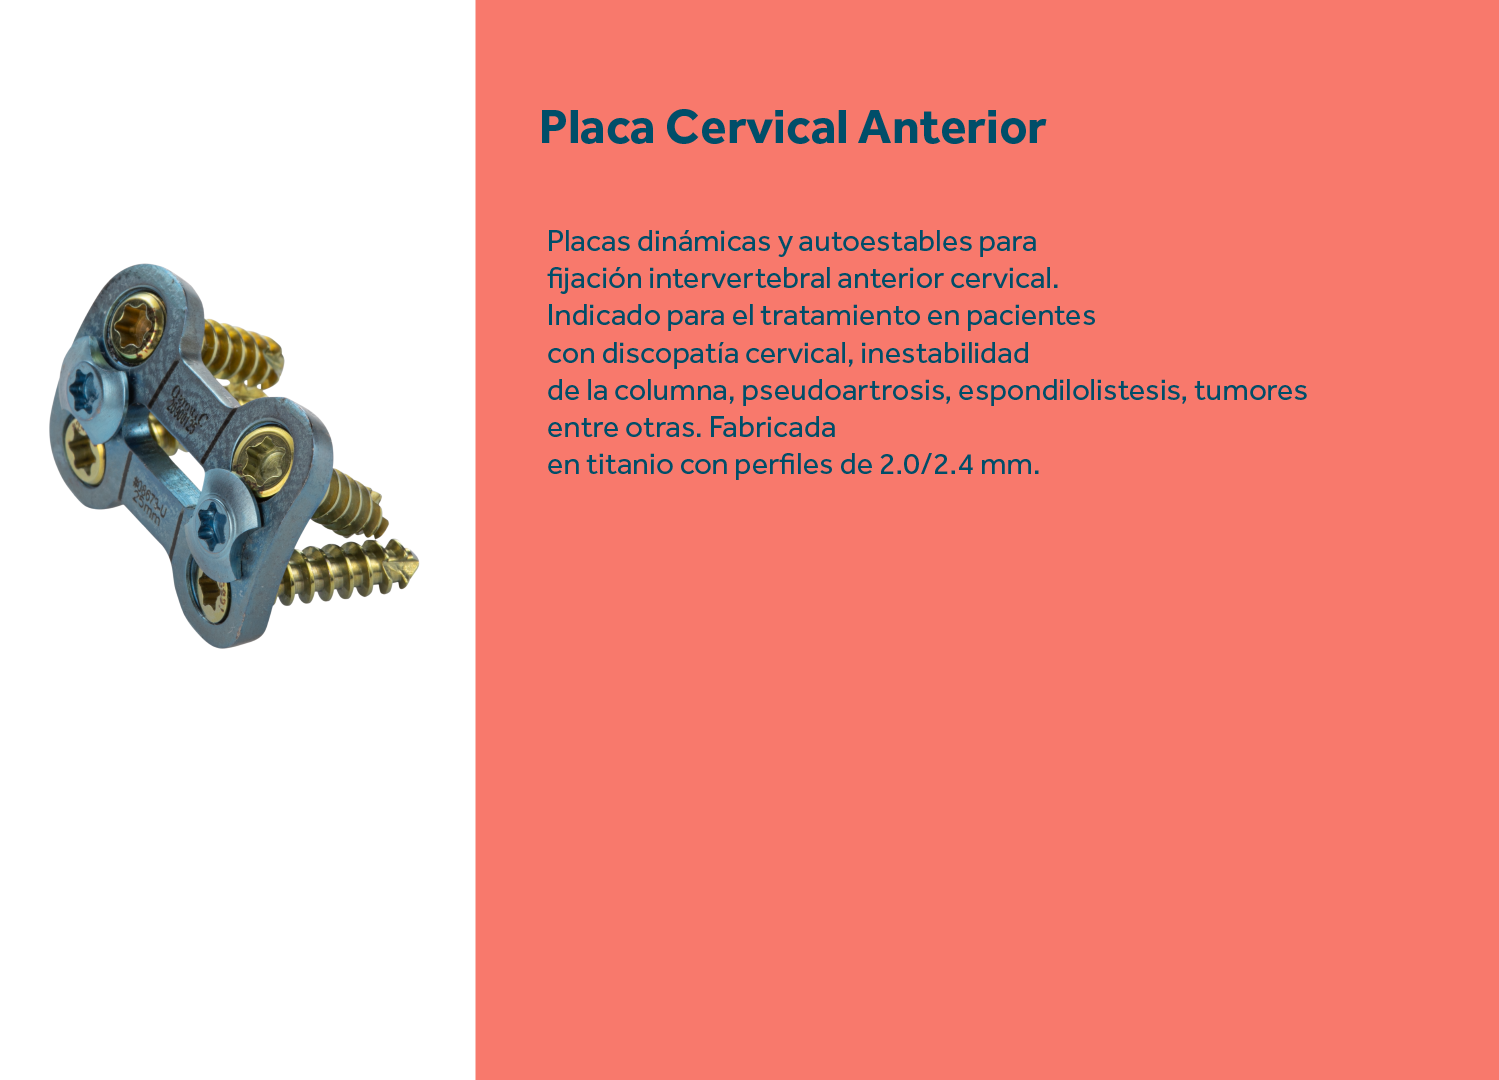 Placa Cervical Anterior
Placas dinámicas y autoestables para
fijación intervertebral anterior cervical.
Indicado para el tratamiento en pacientes
con discopatía cervical, inestabilidad
de la columna, pseudoartrosis, espondilolistesis, tumores
entre otras. Fabricada
en titanio con perfiles de 2.0/2.4 mm.
25mm